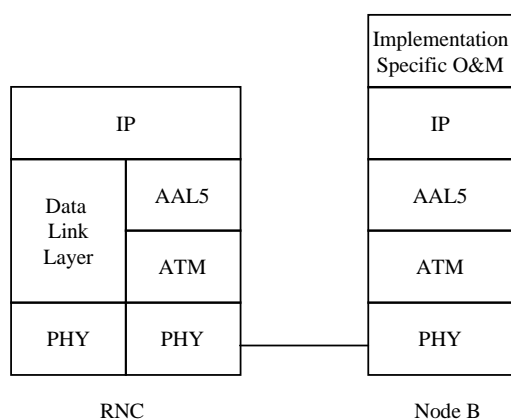 Implementation
Specific O&M
IP
IP
Data
Link
Layer
AAL5
AAL5
ATM
ATM
PHY
PHY
PHY
RNC
Node B